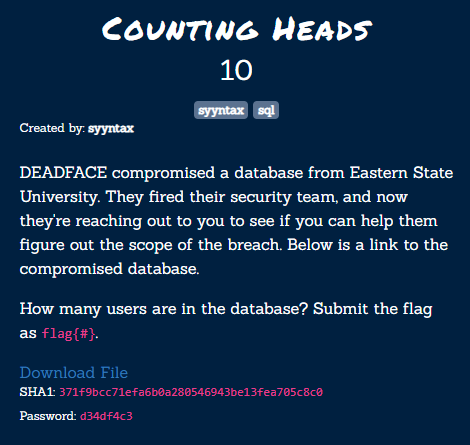 Counting Heads
10
syyntax sql
Created by: syyntax
DEADFACE compromised a database from Eastern State
University. They fired their security team, and now
they're reaching out to you to see if you can help them
figure out the scope of the breach. Below is a link to the
compromised database.
How many users are in the database? Submit the flag
as flag{#}.
Download File
SHA1: 371f9bcc71efa6b0a280546943be13fea705c8c0
Password: d34df4c3